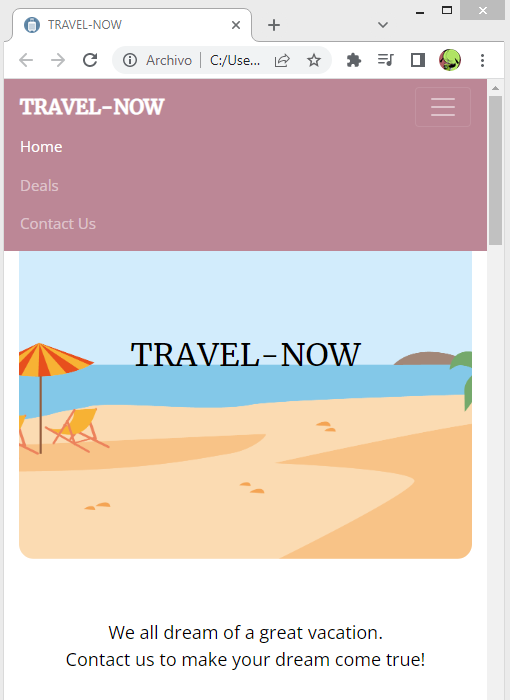 TRAVEL-NOW
Archivo | C:/Use...
TRAVEL-NOW
Home
Deals
Contact Us
TRAVEL-NOW
We all dream of a great vacation.
Contact us to make your dream come true!